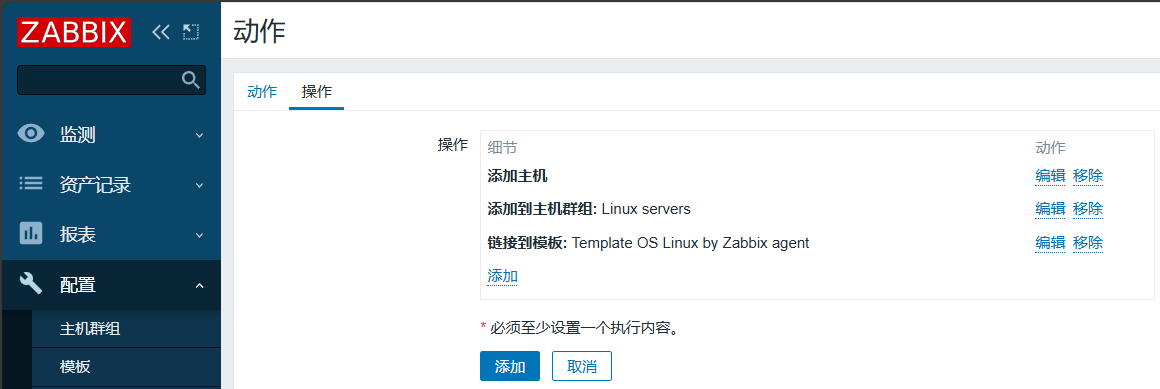 ZABBIX
监测
资产记录
报表
配置
主机群组
模板
动作
动作 操作
操作 细节 动作
添加主机 编辑 移除
添加到主机群组: Linux servers 编辑 移除
链接到模板: Template OS Linux by Zabbix agent 编辑 移除
添加
* 必须至少设置一个执行内容。
添加 取消